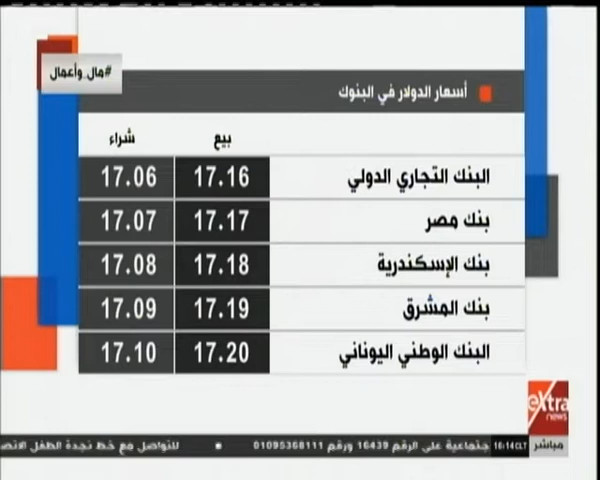 #مال_وأعمال
أسعار الدولار في البنوك
بيع شراء
البنك التجاري الدولي 17.16 17.06
بنك مصر 17.17 17.07
بنك الإسكندرية 17.18 17.08
بنك المشرق 17.19 17.09
البنك الوطني اليوناني 17.20 17.10
eXtra
news
مباشر 16:14 CLT جتماعية على الرقم 16439 ورقم 01095368111 للتواصل مع خط نجدة الطفل الاتص